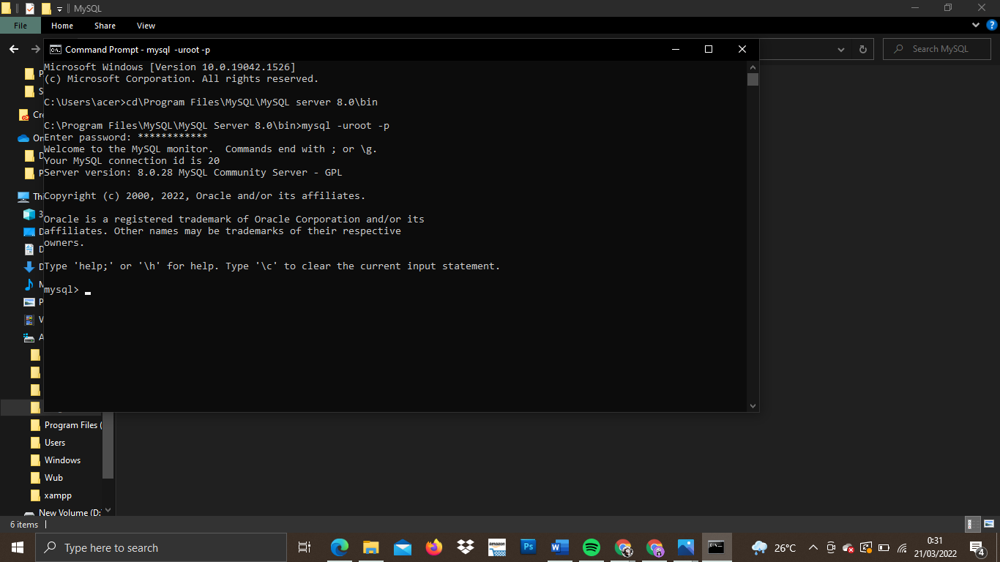 MySQL
File Home Share View
Search MySQL
Command Prompt - mysql  -uroot -p
Microsoft Windows [Version 10.0.19042.1526]
(c) Microsoft Corporation. All rights reserved.
C:\Users\acer>cd\Program Files\MySQL\MySQL server 8.0\bin
C:\Program Files\MySQL\MySQL Server 8.0\bin>mysql -uroot -p
Enter password: ************
Welcome to the MySQL monitor.  Commands end with ; or \g.
Your MySQL connection id is 20
Server version: 8.0.28 MySQL Community Server - GPL
Copyright (c) 2000, 2022, Oracle and/or its affiliates.
Oracle is a registered trademark of Oracle Corporation and/or its
affiliates. Other names may be trademarks of their respective
owners.
Type 'help;' or '\h' for help. Type '\c' to clear the current input statement.
mysql>
Program Files (
Users
Windows
Wub
xampp
New Volume (D:
6 items
Type here to search
amazon
Ps
W
26°C
0:31
21/03/2022
4